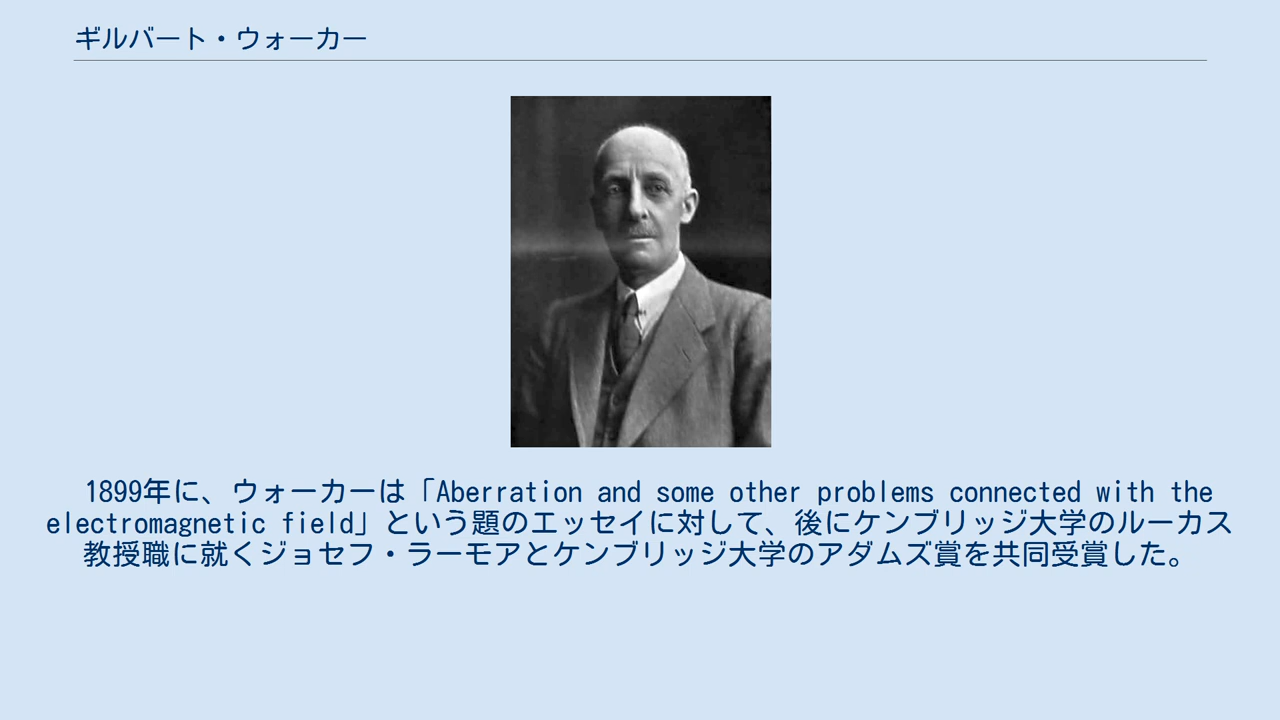 ギルバート・ウォーカー
1899年に、ウォーカーは「Aberration and some other problems connected with the
electromagnetic field」という題のエッセイに対して、後にケンブリッジ大学のルーカス
教授職に就くジョセフ・ラーモアとケンブリッジ大学のアダムズ賞を共同受賞した。